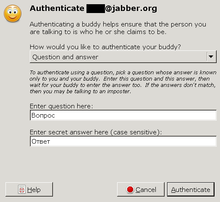 Authenticate @jabber.org
Authenticating a buddy helps ensure that the person you
are talking to is who he or she claims to be.
How would you like to authenticate your buddy?
Question and answer
To authenticate using a question, pick a question whose answer is known
only to you and your buddy. Enter this question and this answer, then
wait for your buddy to enter the answer too. If the answers don't match,
then you may be talking to an imposter.
Enter question here:
Вопрос
Enter secret answer here (case sensitive):
Ответ
Help
Cancel
Authenticate